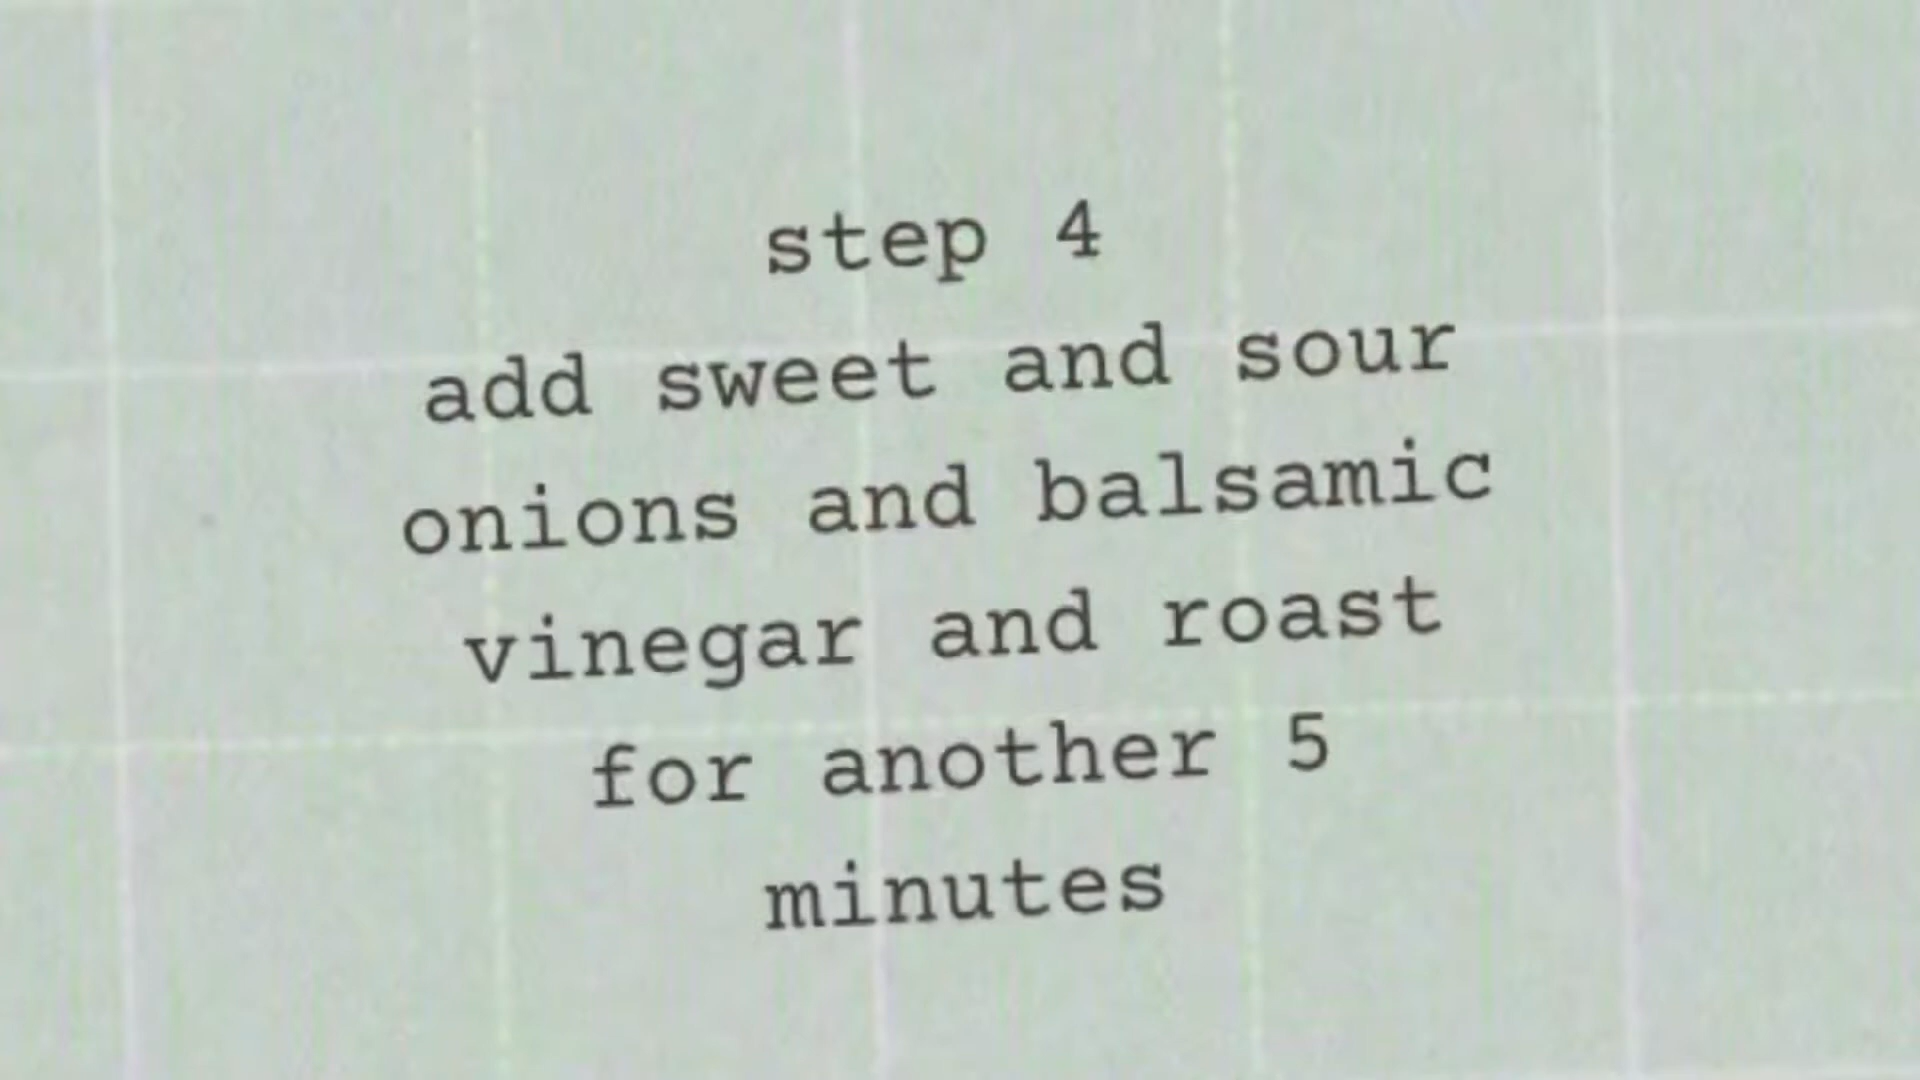 step 4
add sweet and sour
onions and balsamic
vinegar and roast
for another 5
minutes